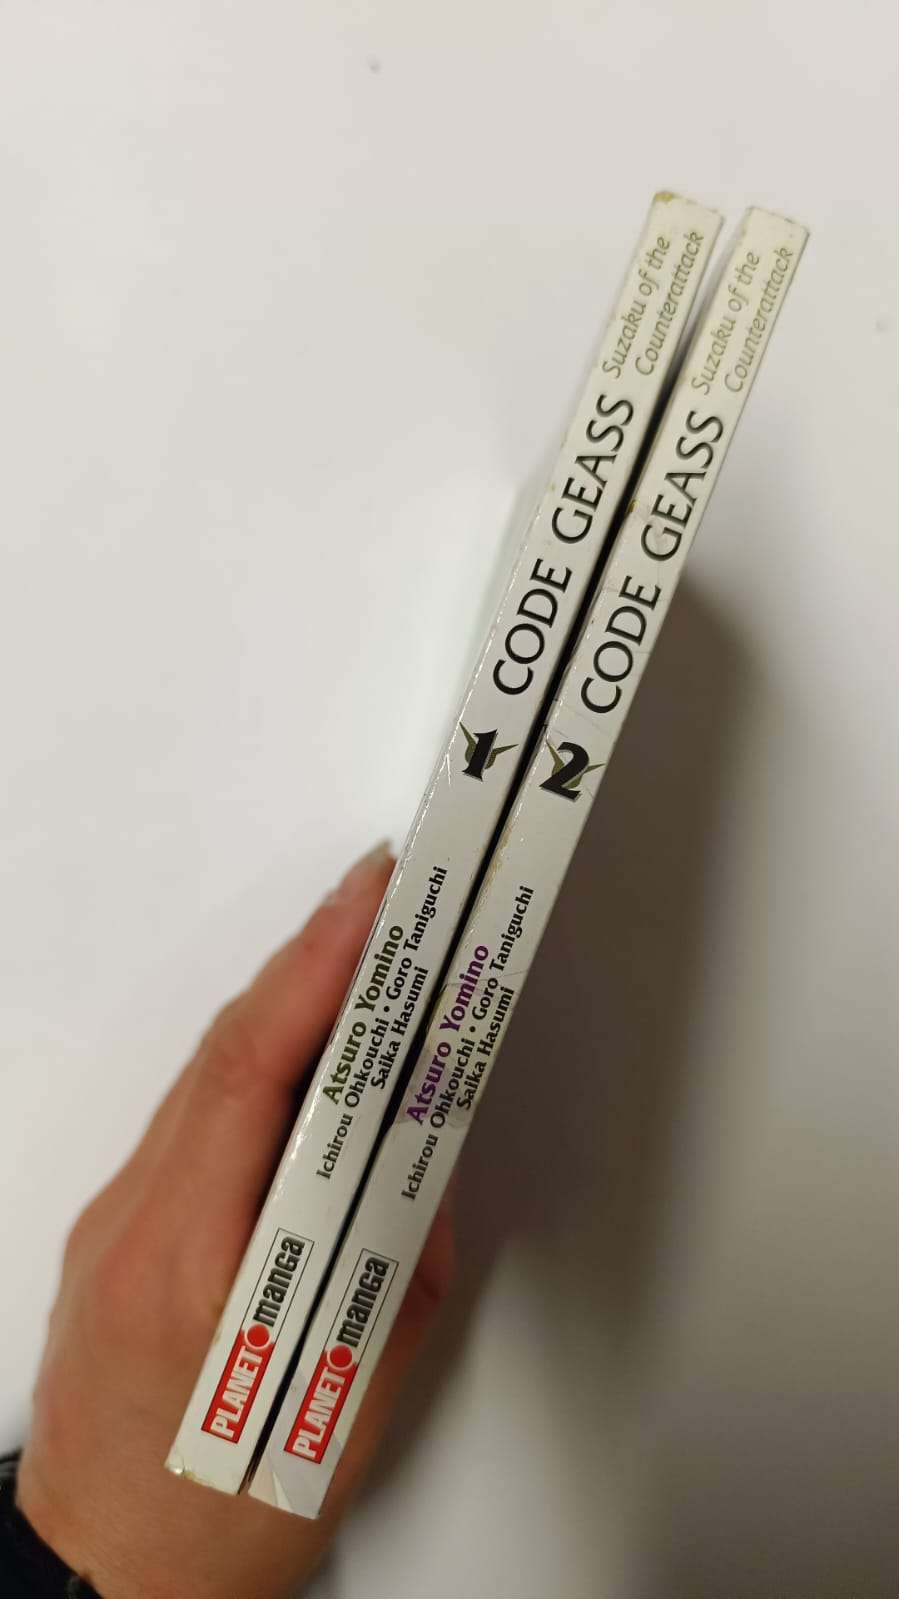 PLANET manga
Atsuro Yomino
Ichirou Ohkouchi • Goro Taniguchi
Saika Hasumi
1
CODE GEASS
Suzaku of the
Counterattack
PLANET manga
Atsuro Yomino
Ichirou Ohkouchi • Goro Taniguchi
Saika Hasumi
2
CODE GEASS
Suzaku of the
Counterattack